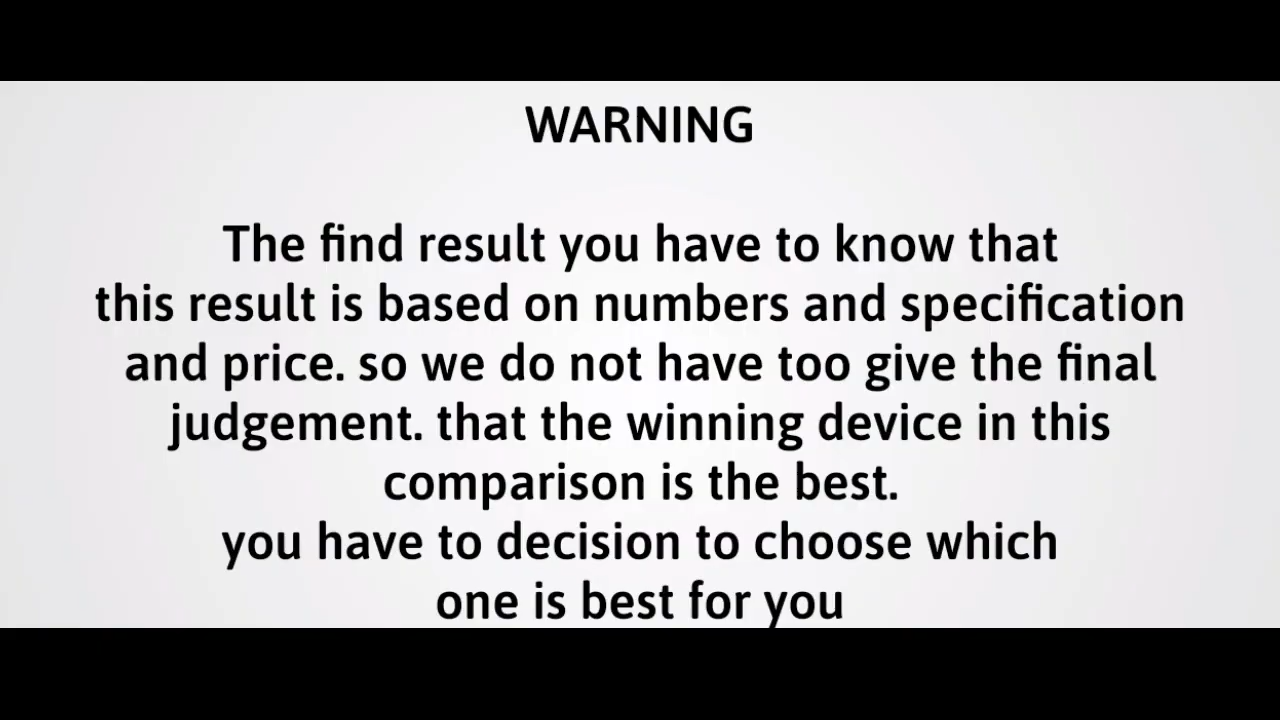 WARNING
The find result you have to know that
this result is based on numbers and specification
and price. so we do not have too give the final
judgement. that the winning device in this
comparison is the best.
you have to decision to choose which
one is best for you